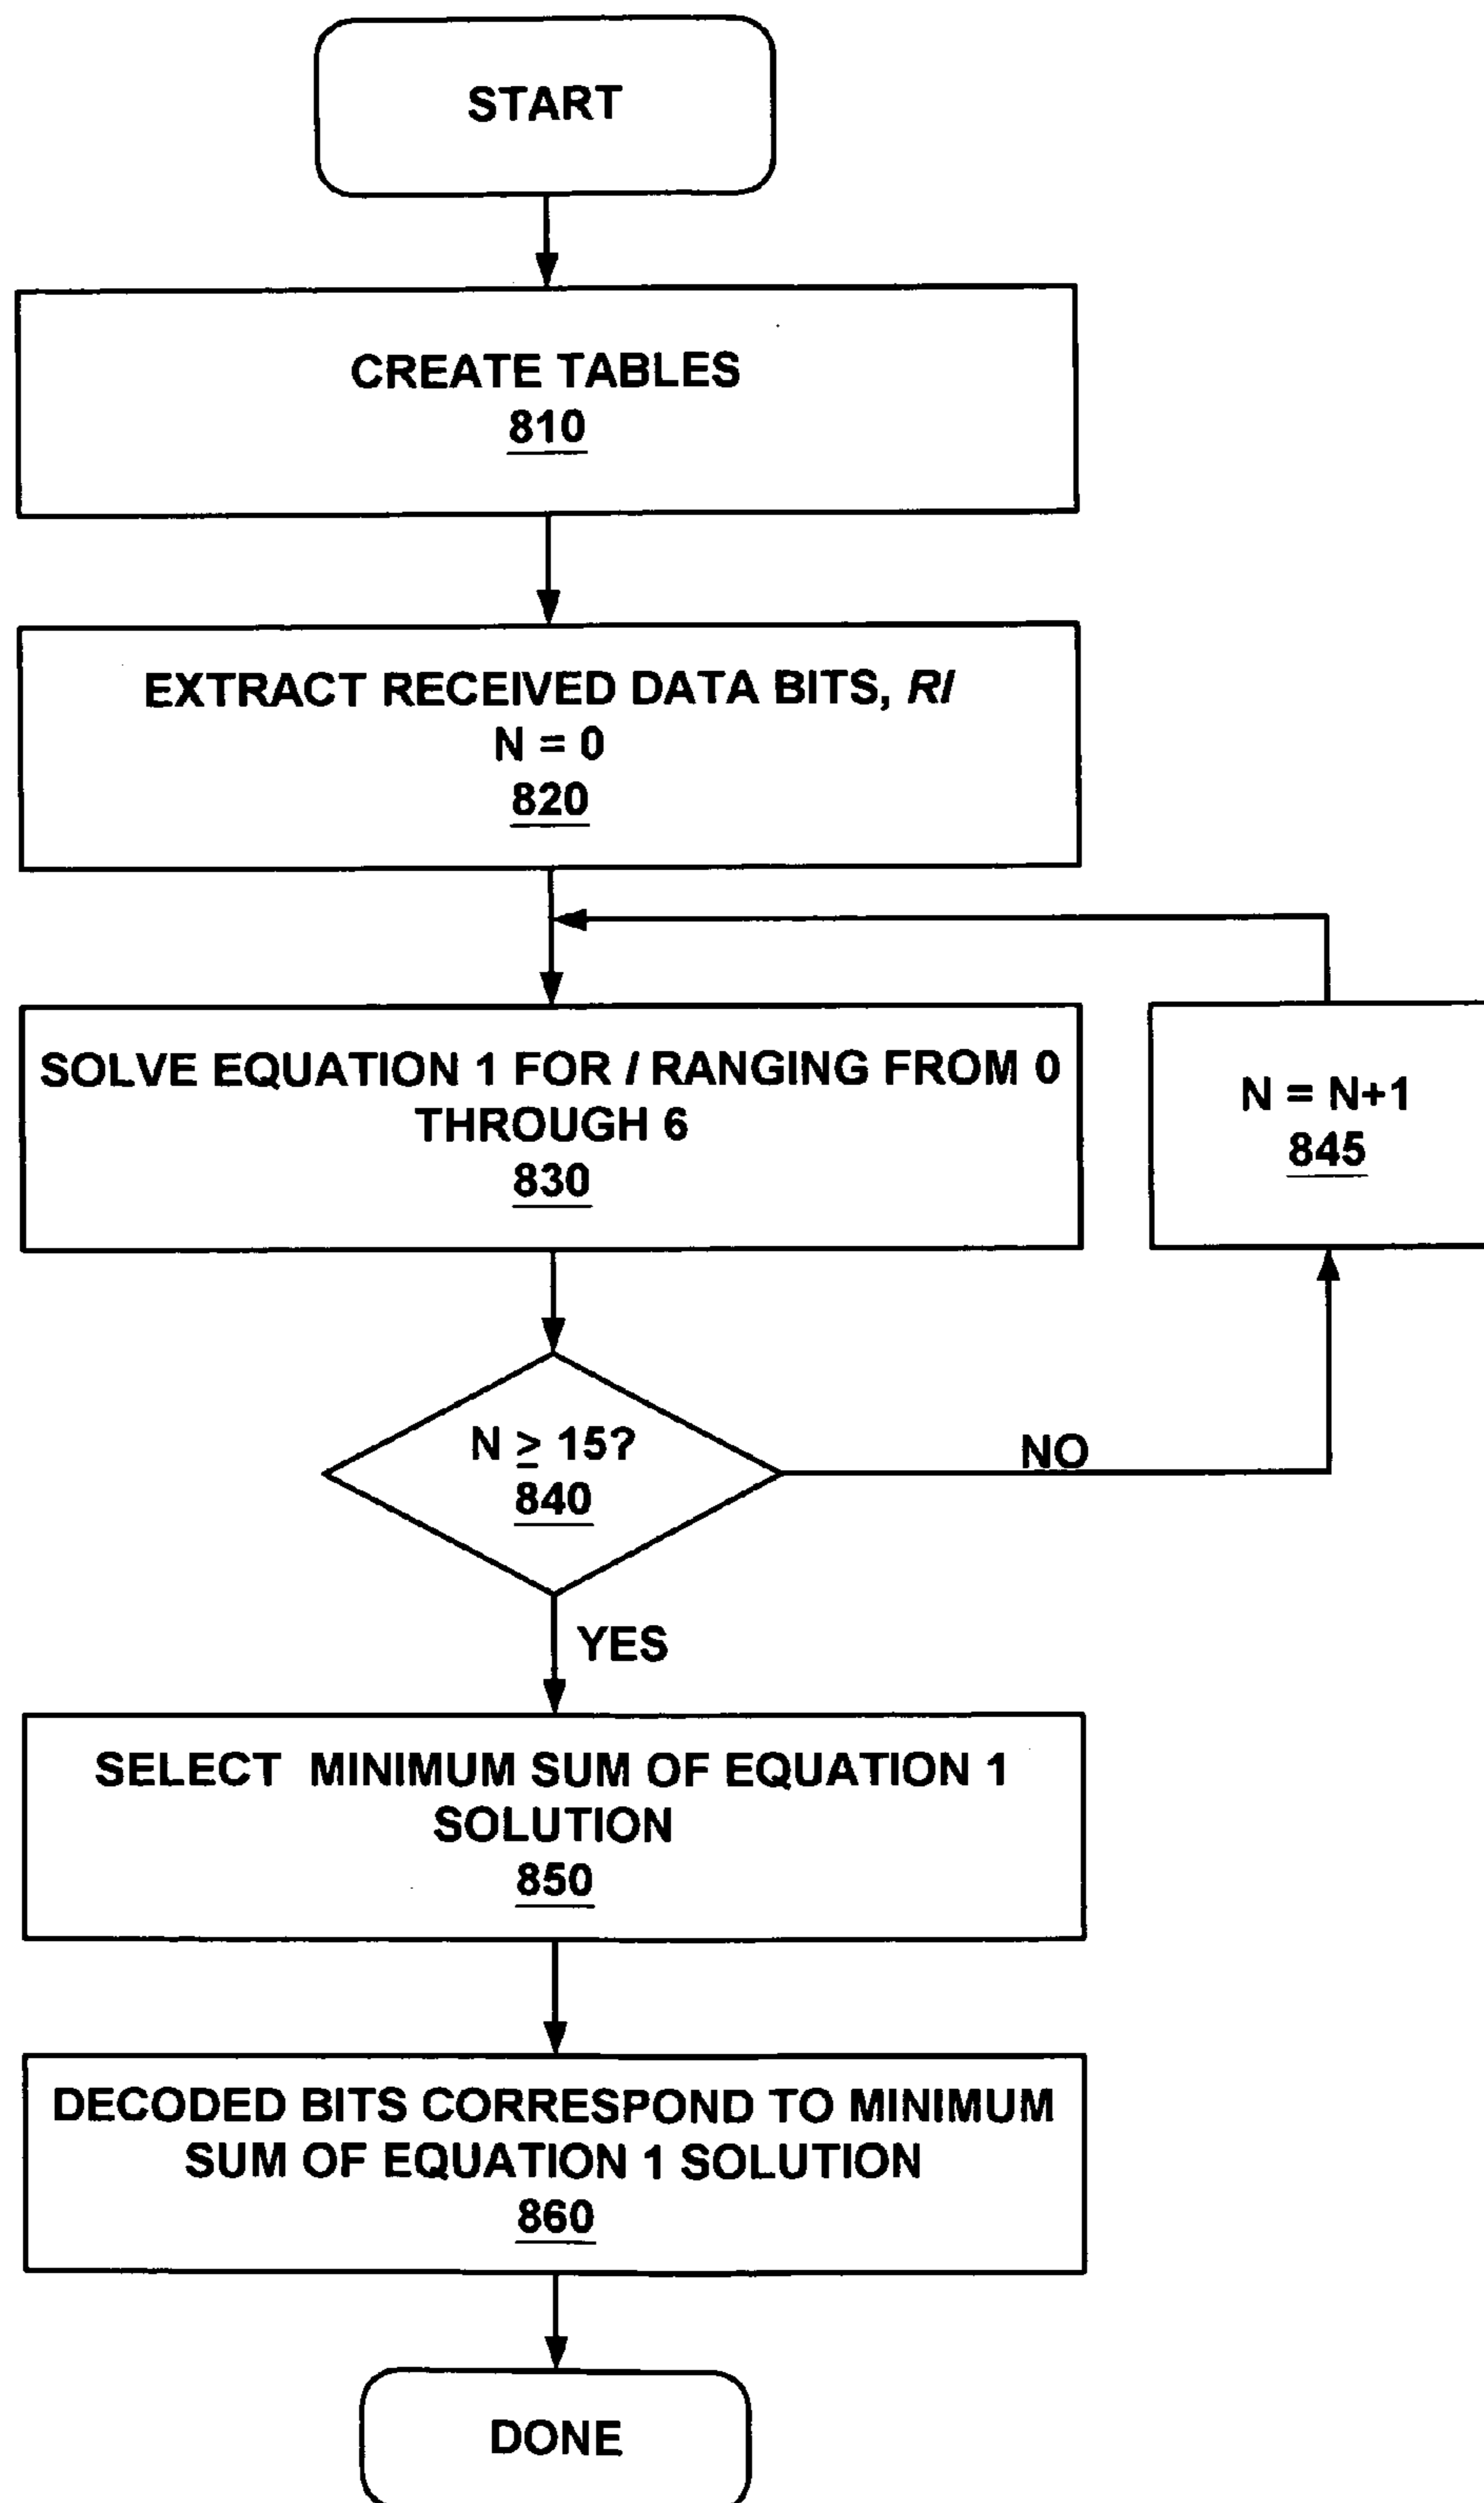 START
CREATE TABLES
810
EXTRACT RECEIVED DATA BITS, RI
N = 0
820
SOLVE EQUATION 1 FOR I RANGING FROM 0
THROUGH 6
830
N = N+1
845
N ≥ 15?
840
NO
YES
SELECT MINIMUM SUM OF EQUATION 1
SOLUTION
850
DECODED BITS CORRESPOND TO MINIMUM
SUM OF EQUATION 1 SOLUTION
860
DONE